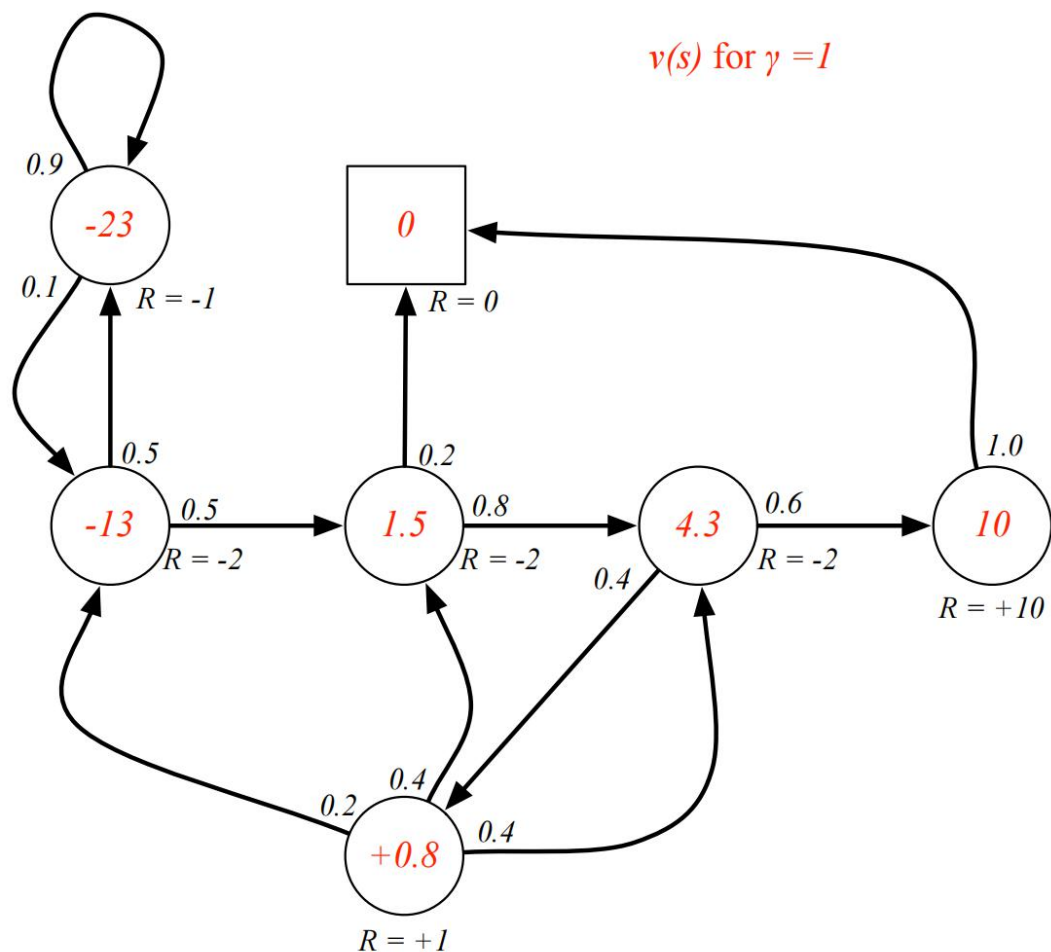 v(s) for γ =1
0.9
-23
0
0.1
R = -1
R = 0
0.5
0.2
1.0
-13
0.5
1.5
0.8
4.3
0.6
10
R = -2
R = -2
0.4
R = -2
R = +10
0.4
0.2
0.4
+0.8
R = +1